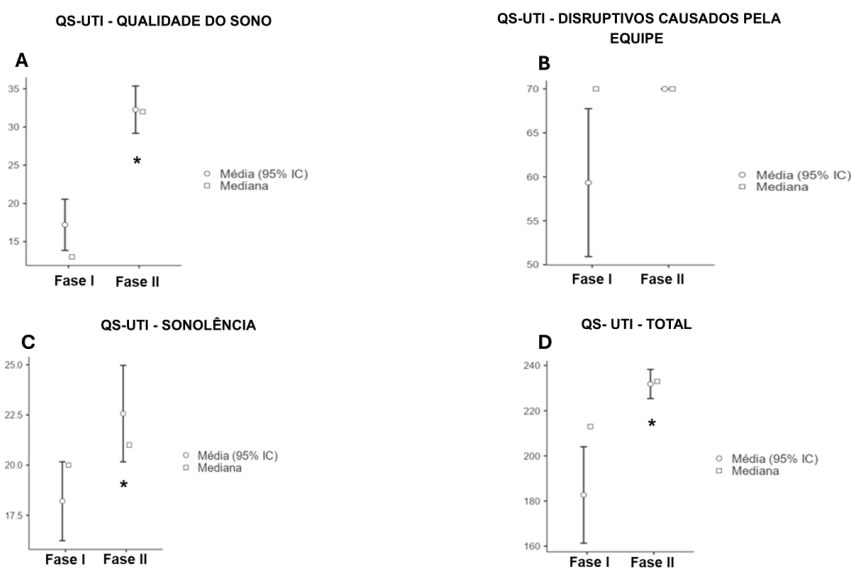 QS-UTI - QUALIDADE DO SONO
A
35
30
25
20
15
*
Média (95% IC)
Mediana
Fase I Fase II
QS-UTI - DISRUPTIVOS CAUSADOS PELA
EQUIPE
B
70
65
60
55
50
Média (95% IC)
Mediana
Fase I Fase II
QS-UTI - SONOLÊNCIA
C
25.0
22.5
20.0
17.5
*
Média (95% IC)
Mediana
Fase I Fase II
QS- UTI - TOTAL
D
240
220
200
180
160
*
Média (95% IC)
Mediana
Fase I Fase II